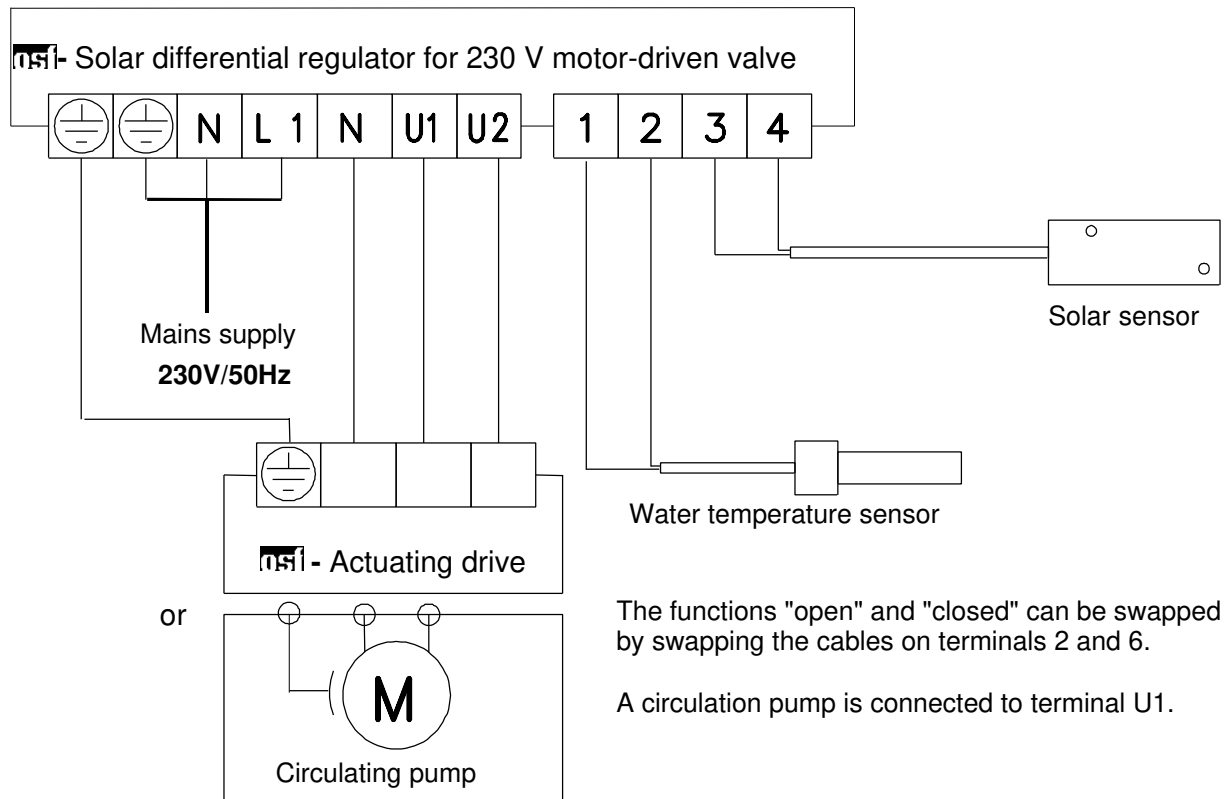 osf- Solar differential regulator for 230 V motor-driven valve
N L 1 N U1 U2 1 2 3 4
Mains supply
230V/50Hz
Solar sensor
Water temperature sensor
osf - Actuating drive
or
The functions "open" and "closed" can be swapped
by swapping the cables on terminals 2 and 6.
A circulation pump is connected to terminal U1.
M
Circulating pump